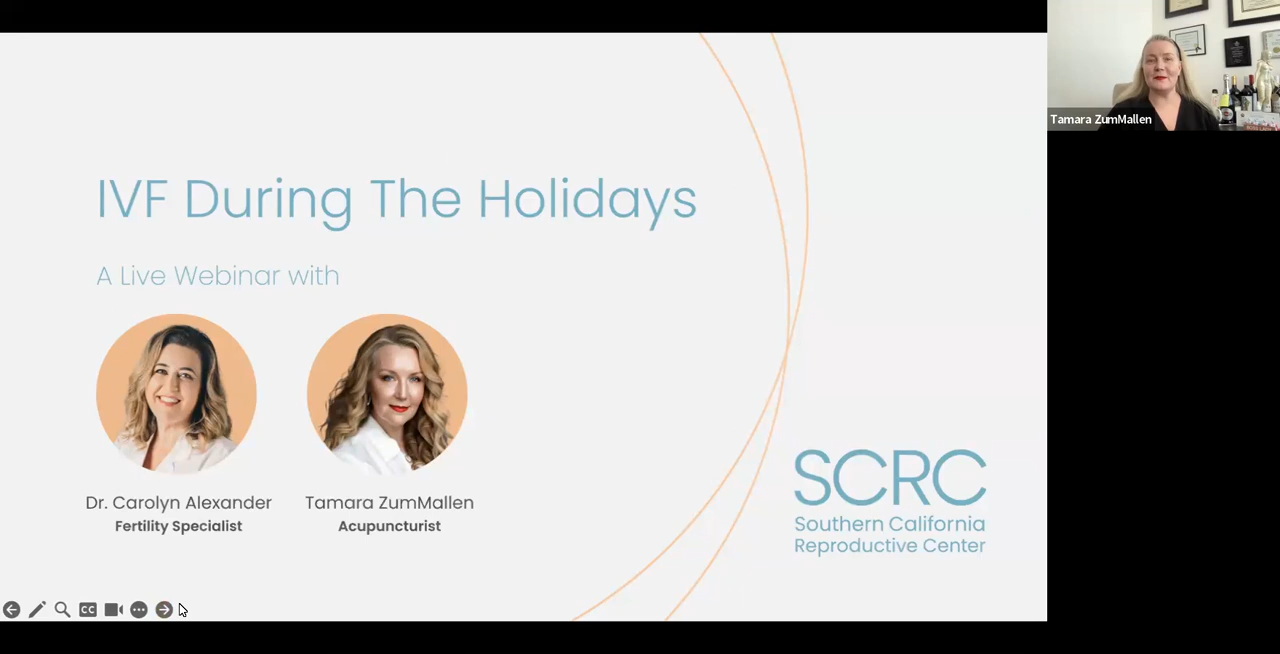 IVF During The Holidays
A Live Webinar with
Dr. Carolyn Alexander
Fertility Specialist
Tamara ZumMallen
Acupuncturist
SCRC
Southern California
Reproductive Center
CC
Tamara ZumMallen